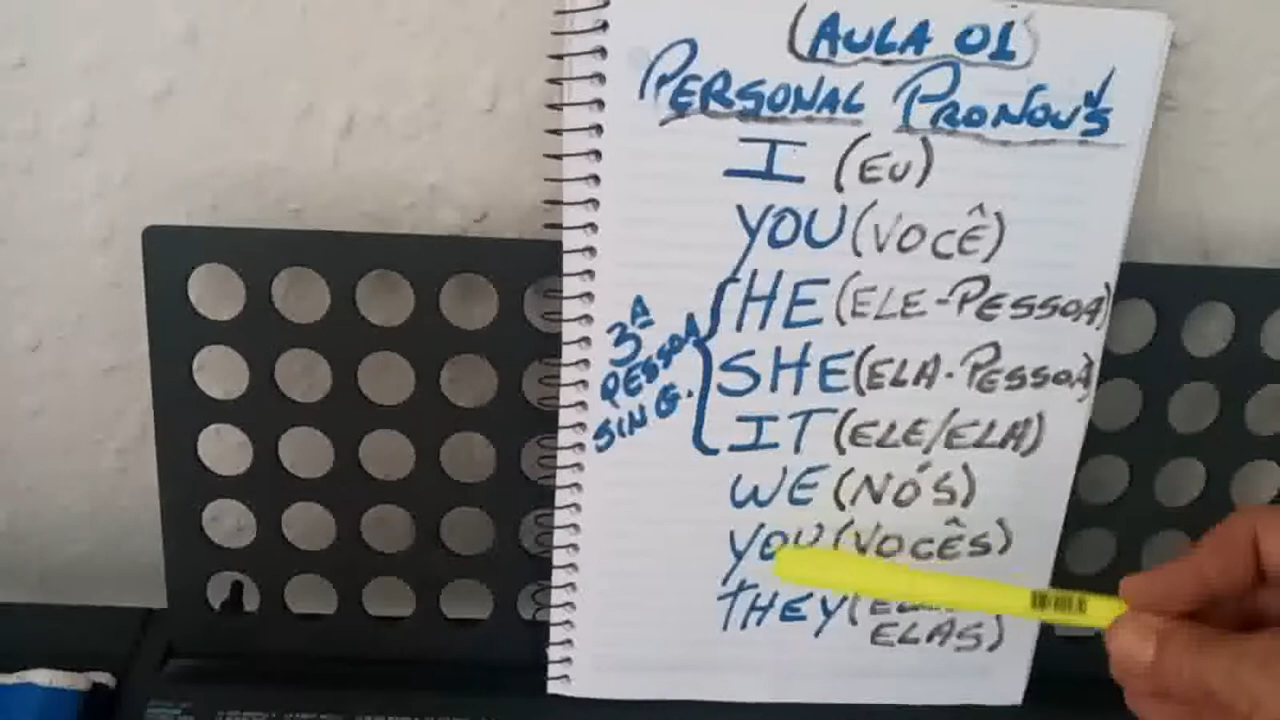 (AULA 01)
PERSONAL PRONOUNS
I (EU)
YOU (VOCÊ)
HE (ELE-PESSOA)
SHE (ELA-PESSOA)
IT (ELE/ELA)
3ª
PESSOA
SING.
WE (NÓS)
YOU (VOCÊS)
THEY (
ELAS)